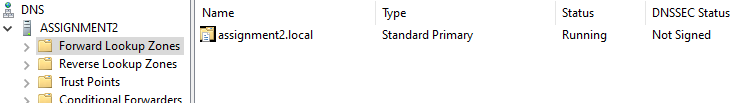 DNS
ASSIGNMENT2
Forward Lookup Zones
Reverse Lookup Zones
Trust Points
Conditional Forwarders
Name Type Status DNSSEC Status
assignment2.local Standard Primary Running Not Signed